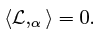 ⟨ℒ,α⟩ = 0.